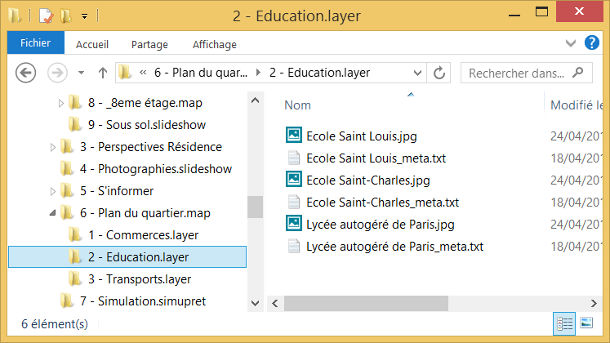 2 - Education.layer
Fichier Accueil Partage Affichage
« 6 - Plan du quar... 2 - Education.layer Rechercher dans...
8 - _8eme étage.map
9 - Sous sol.slideshow
3 - Perspectives Résidence
4 - Photographies.slideshow
5 - S'informer
6 - Plan du quartier.map
1 - Commerces.layer
2 - Education.layer
3 - Transports.layer
7 - Simulation.simupret
Nom Modifié le
Ecole Saint Louis.jpg 24/04/201
Ecole Saint Louis_meta.txt 18/04/201
Ecole Saint-Charles.jpg 24/04/201
Ecole Saint-Charles_meta.txt 18/04/201
Lycée autogéré de Paris.jpg 24/04/201
Lycée autogéré de Paris_meta.txt 18/04/201
6 élément(s)